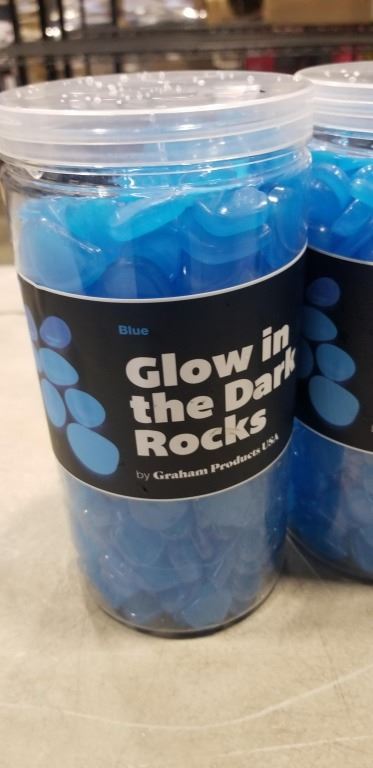 Blue
Glow in
the Dark
Rocks
by Graham Products USA